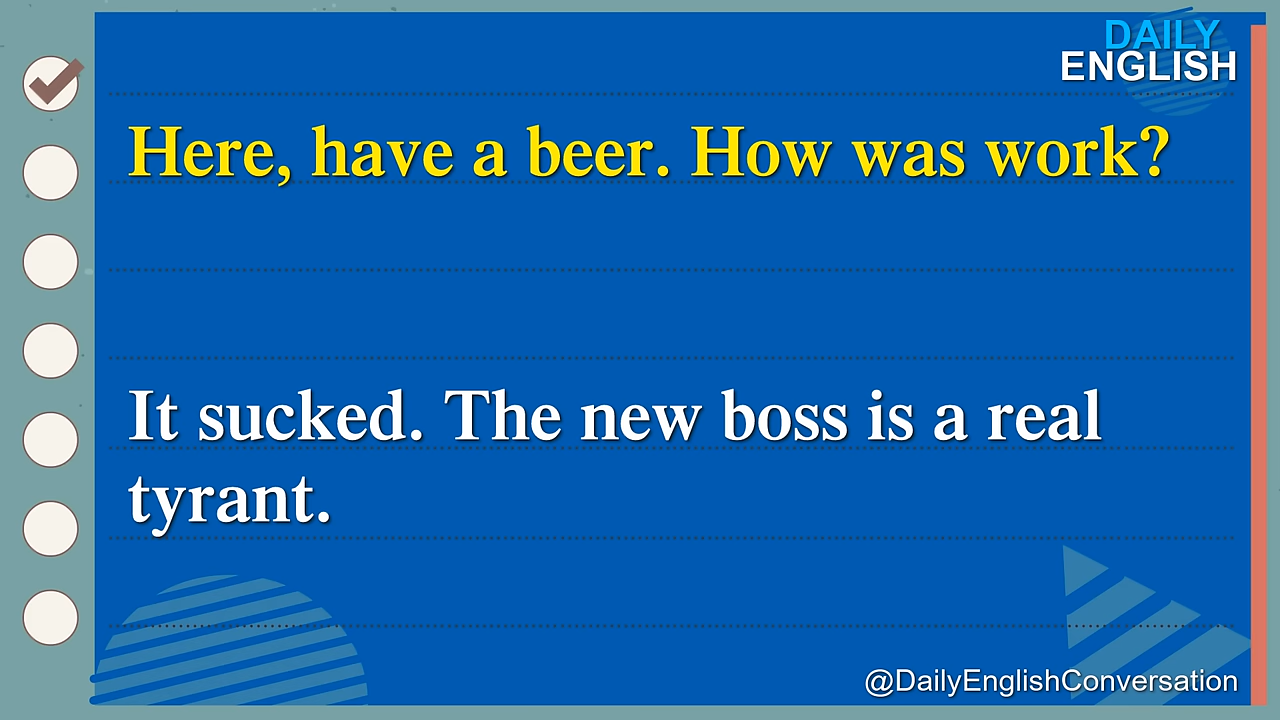 DAILY
ENGLISH
Here, have a beer. How was work?
It sucked. The new boss is a real
tyrant.
@DailyEnglishConversation